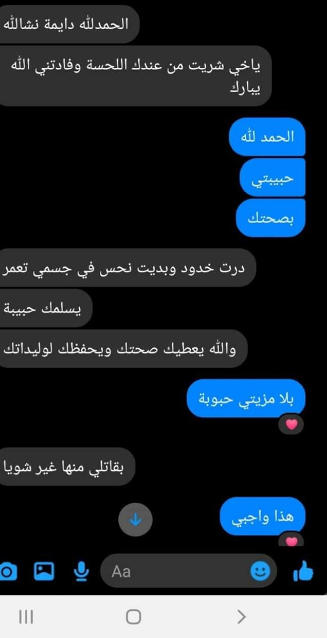 الحمدلله دايمة نشالله
ياخي شريت من عندك اللحسة وفادتني الله
يبارك
الحمد لله
حبيبتي
بصحتك
درت خدود وبديت نحس في جسمي تعمر
يسلمك حبيبة
والله يعطيك صحتك ويحفظلك لوليداتك
بلا مزيتي حبوبة
بقاتلي منها غير شويا
هذا واجبي
Aa